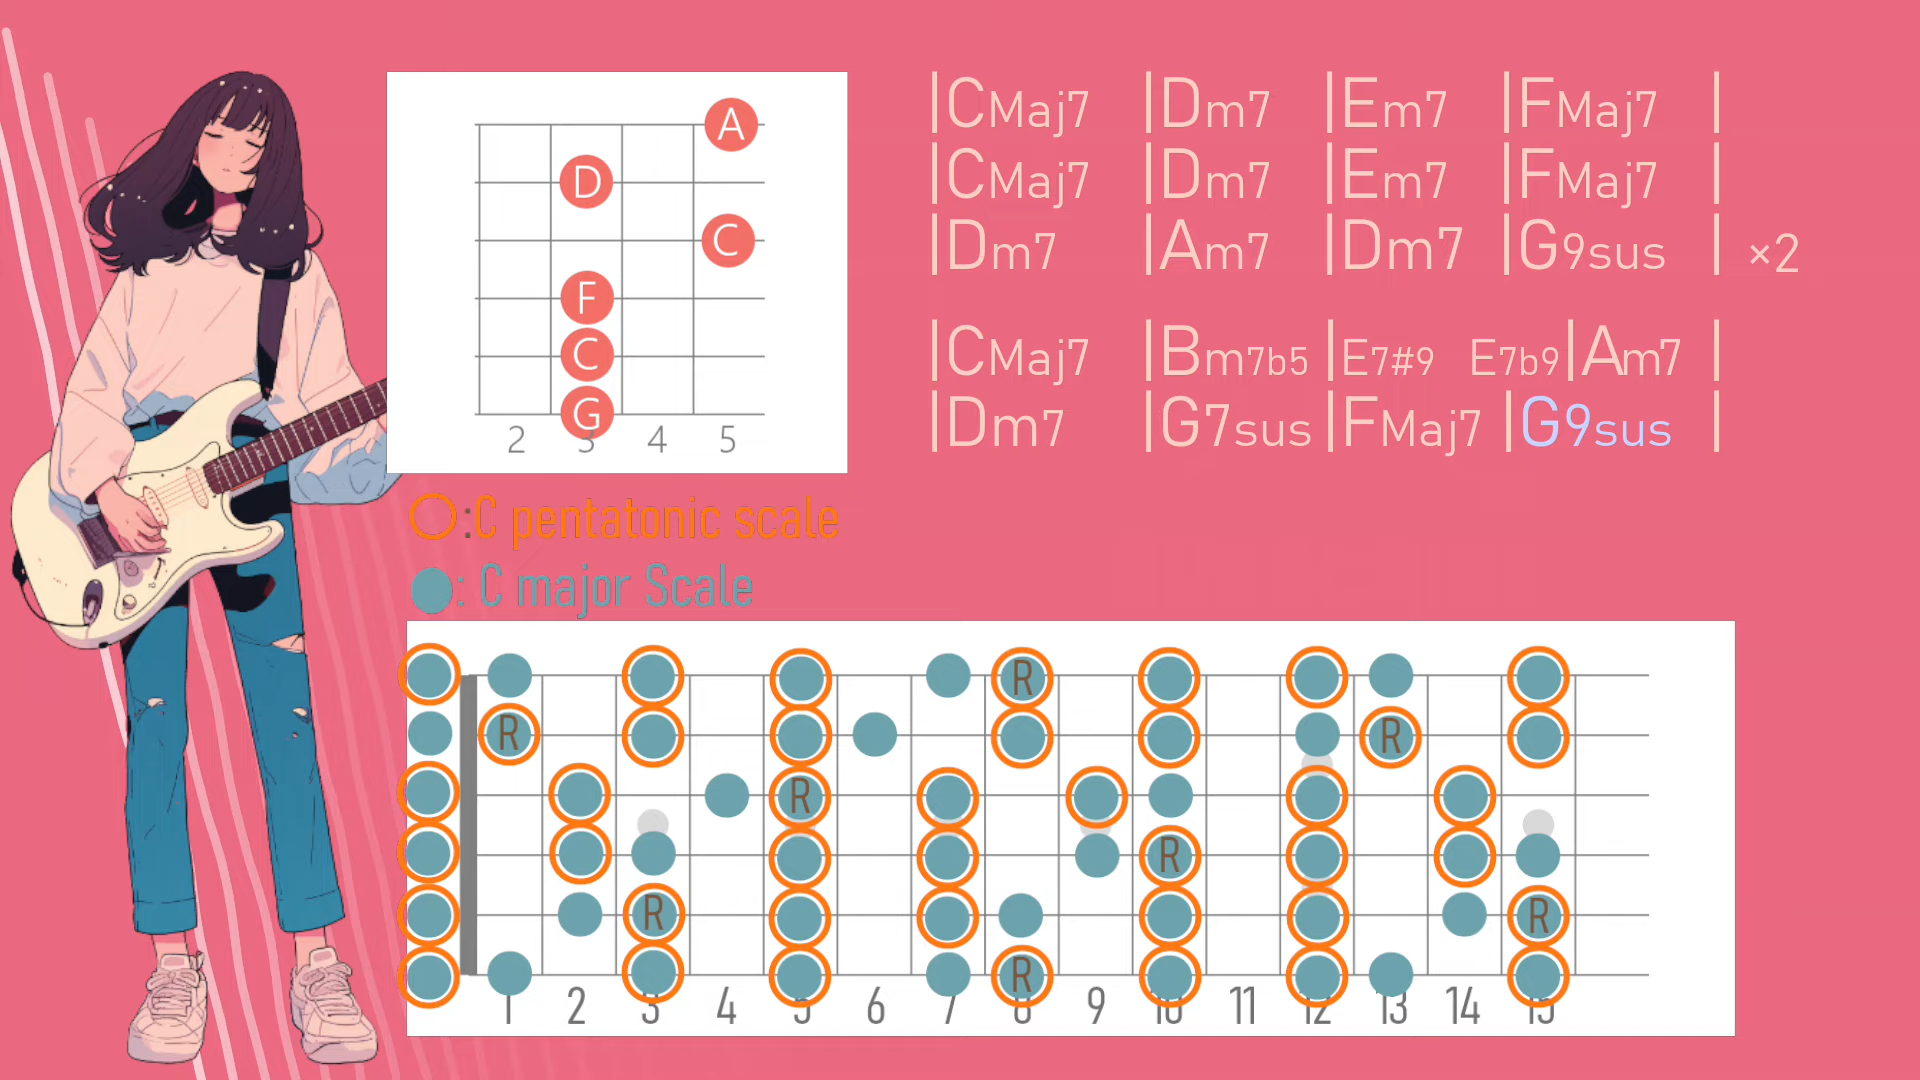 A
D
C
F
C
G
2 3 4 5
|CMaj7 |Dm7 |Em7 |FMaj7 |
|CMaj7 |Dm7 |Em7 |FMaj7 |
|Dm7 |Am7 |Dm7 |G9sus | ×2
|CMaj7 |Bm7b5 |E7#9 E7b9|Am7 |
|Dm7 |G7sus |FMaj7 |G9sus |
:C pentatonic scale
: C major Scale
R
R R
R
R
R R
R
1 2 3 4 5 6 7 8 9 10 11 12 13 14 15